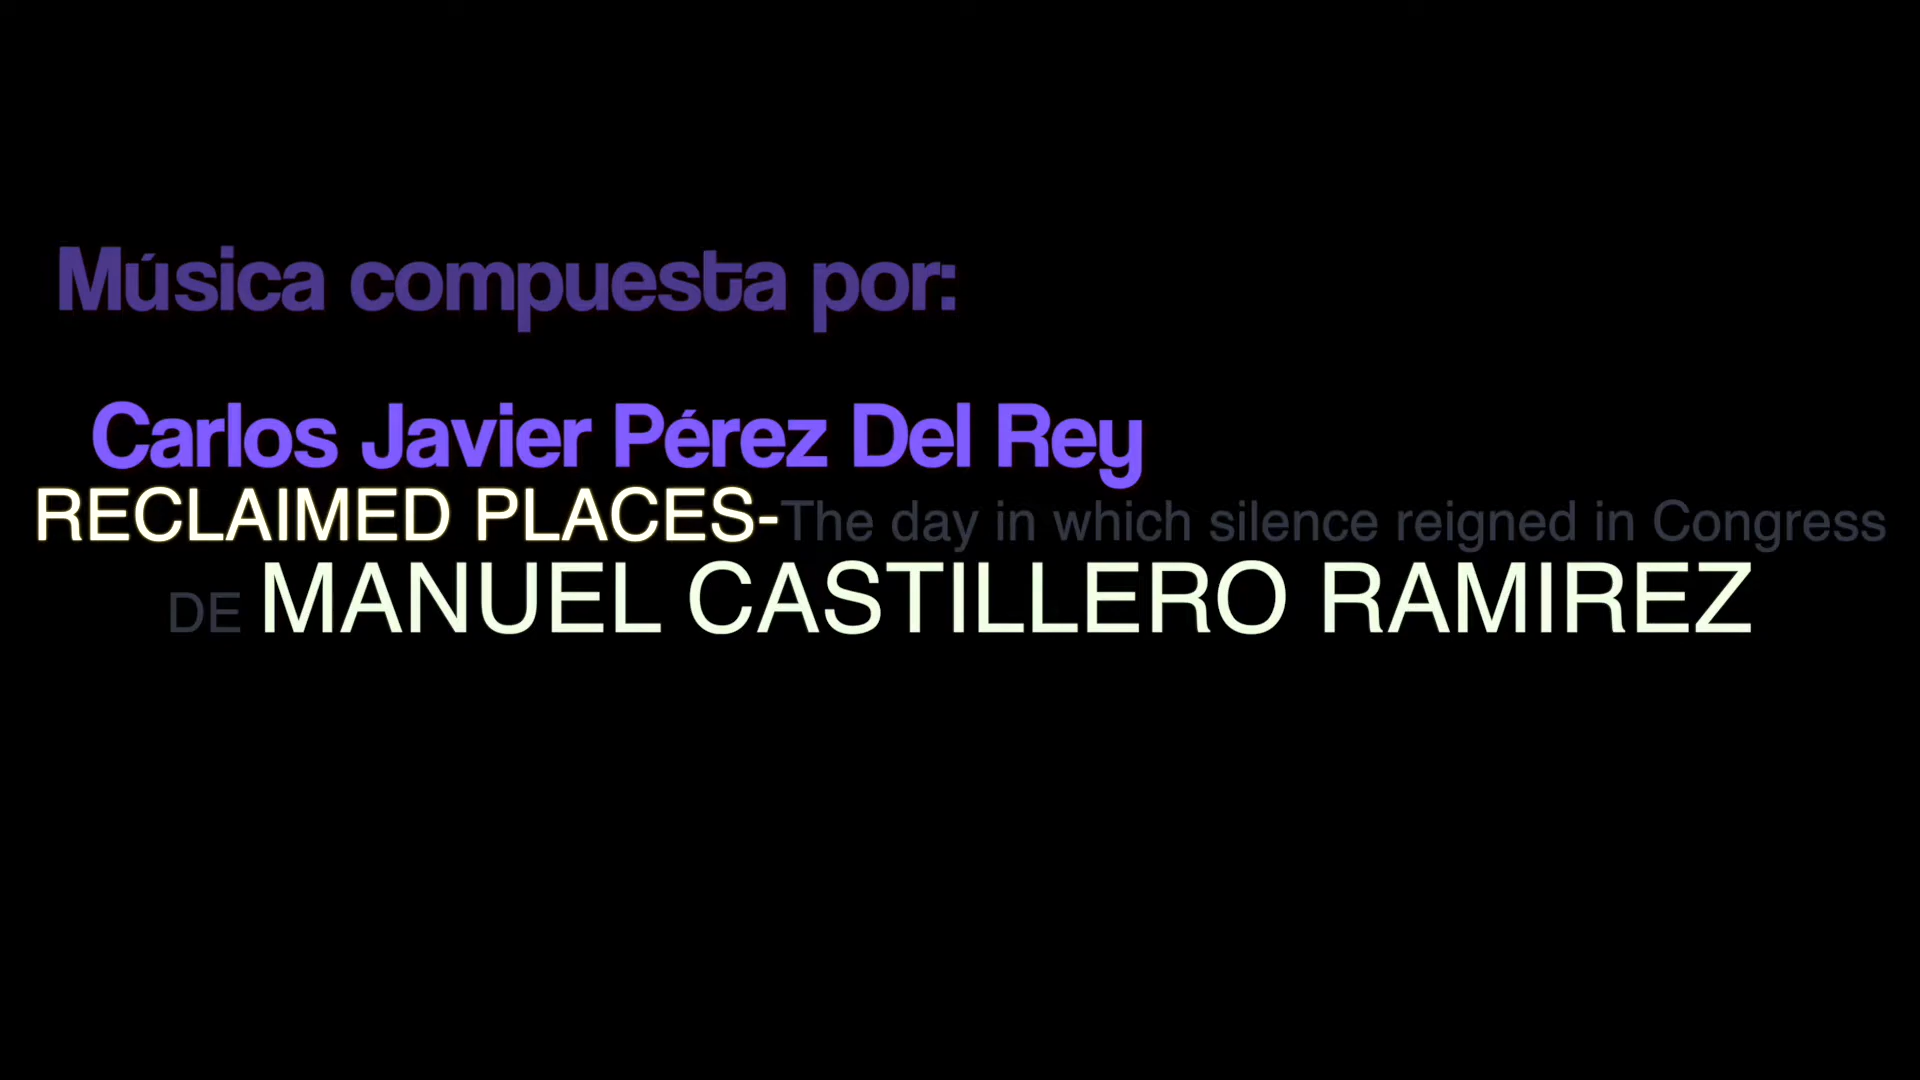 Música compuesta por:
Carlos Javier Pérez Del Rey
RECLAIMED PLACES-The day in which silence reigned in Congress
DE MANUEL CASTILLERO RAMIREZ